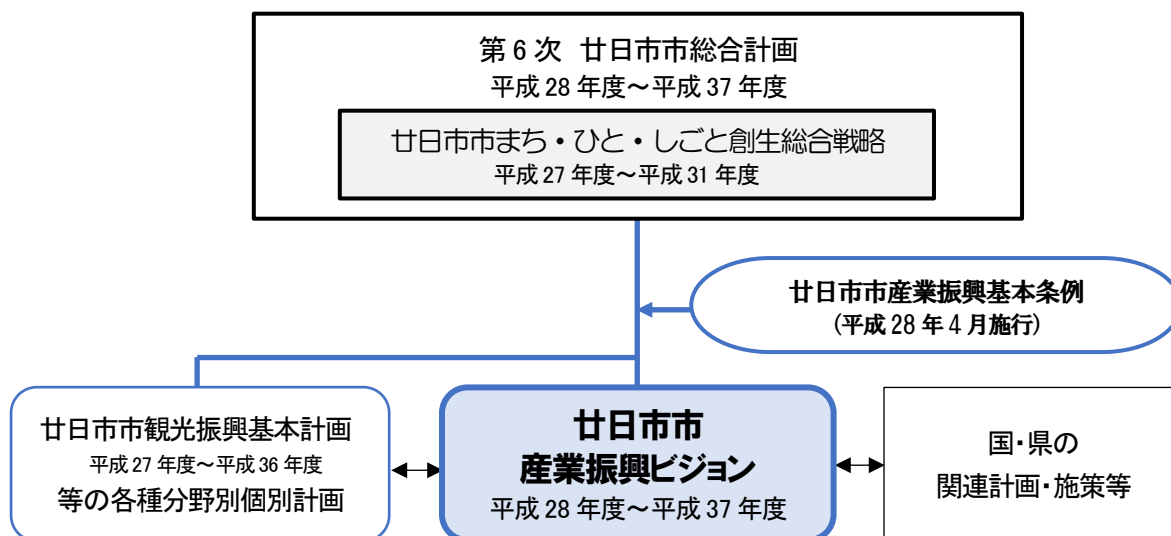 第6次 廿日市市総合計画
平成 28 年度～平成 37 年度
廿日市市まち・ひと・しごと創生総合戦略
平成 27 年度～平成 31 年度
廿日市市産業振興基本条例
(平成 28 年 4 月施行)
廿日市市観光振興基本計画
平成 27 年度～平成 36 年度
等の各種分野別個別計画
廿日市市
産業振興ビジョン
平成 28 年度～平成 37 年度
国・県の
関連計画・施策等